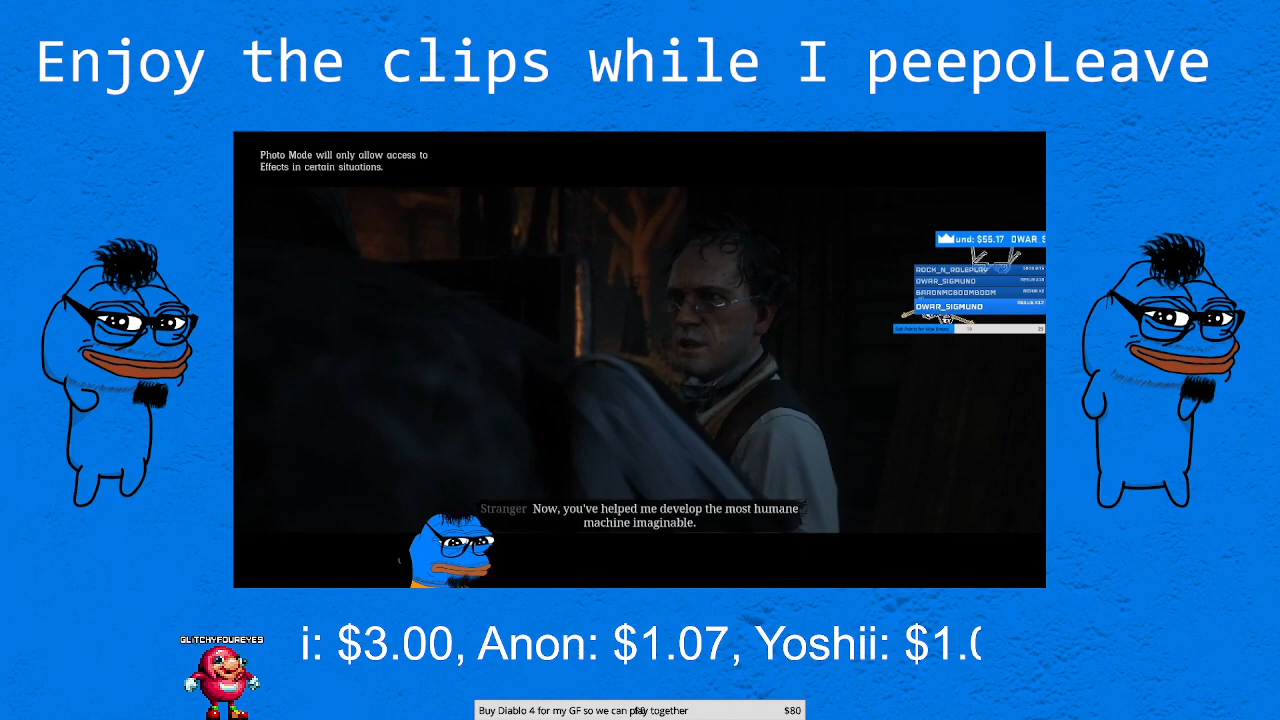 Enjoy the clips while I peepoLeave
Photo Mode will only allow access to
Effects in certain situations.
und: $55.17 DWAR_S
ROCK_N_ROLEPLAY
DWAR_SIGMUND
BARONMCBOOMBOOM
DWAR_SIGMUND
Stranger Now, you've helped me develop the most humane
machine imaginable.
GLITCHYFOUREYES
i: $3.00, Anon: $1.07, Yoshii: $1.0
Buy Diablo 4 for my GF so we can play together $80